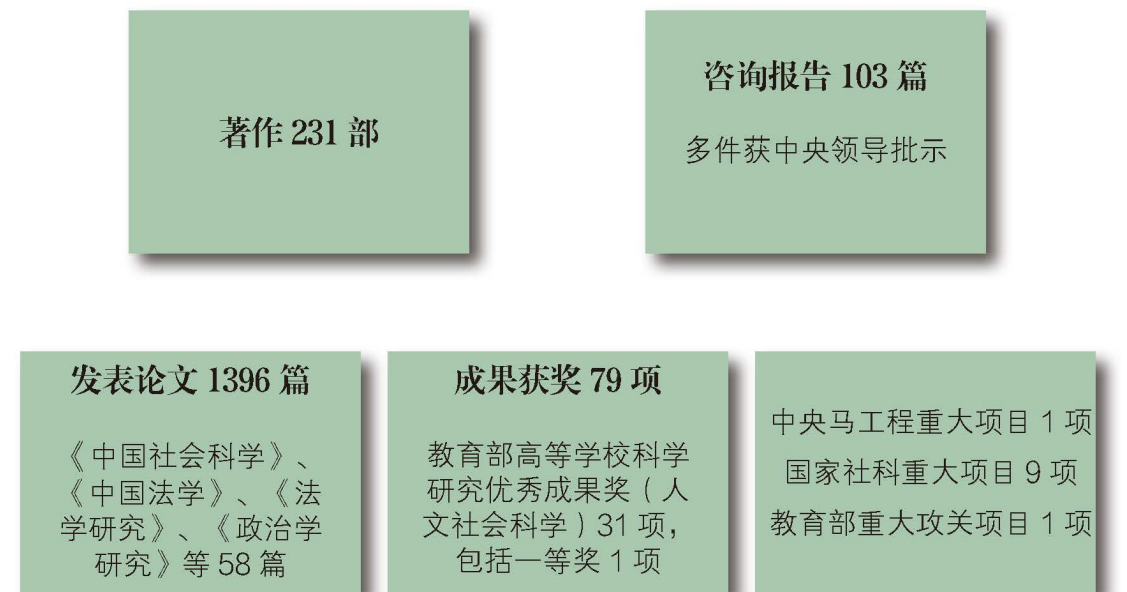 著作 231 部
咨询报告 103 篇
多件获中央领导批示
发表论文 1396 篇
《中国社会科学》、
《中国法学》、《法
学研究》、《政治学
研究》等 58 篇
成果获奖 79 项
教育部高等学校科学
研究优秀成果奖（人
文社会科学）31 项，
包括一等奖 1 项
中央马工程重大项目 1 项
国家社科重大项目 9 项
教育部重大攻关项目 1 项